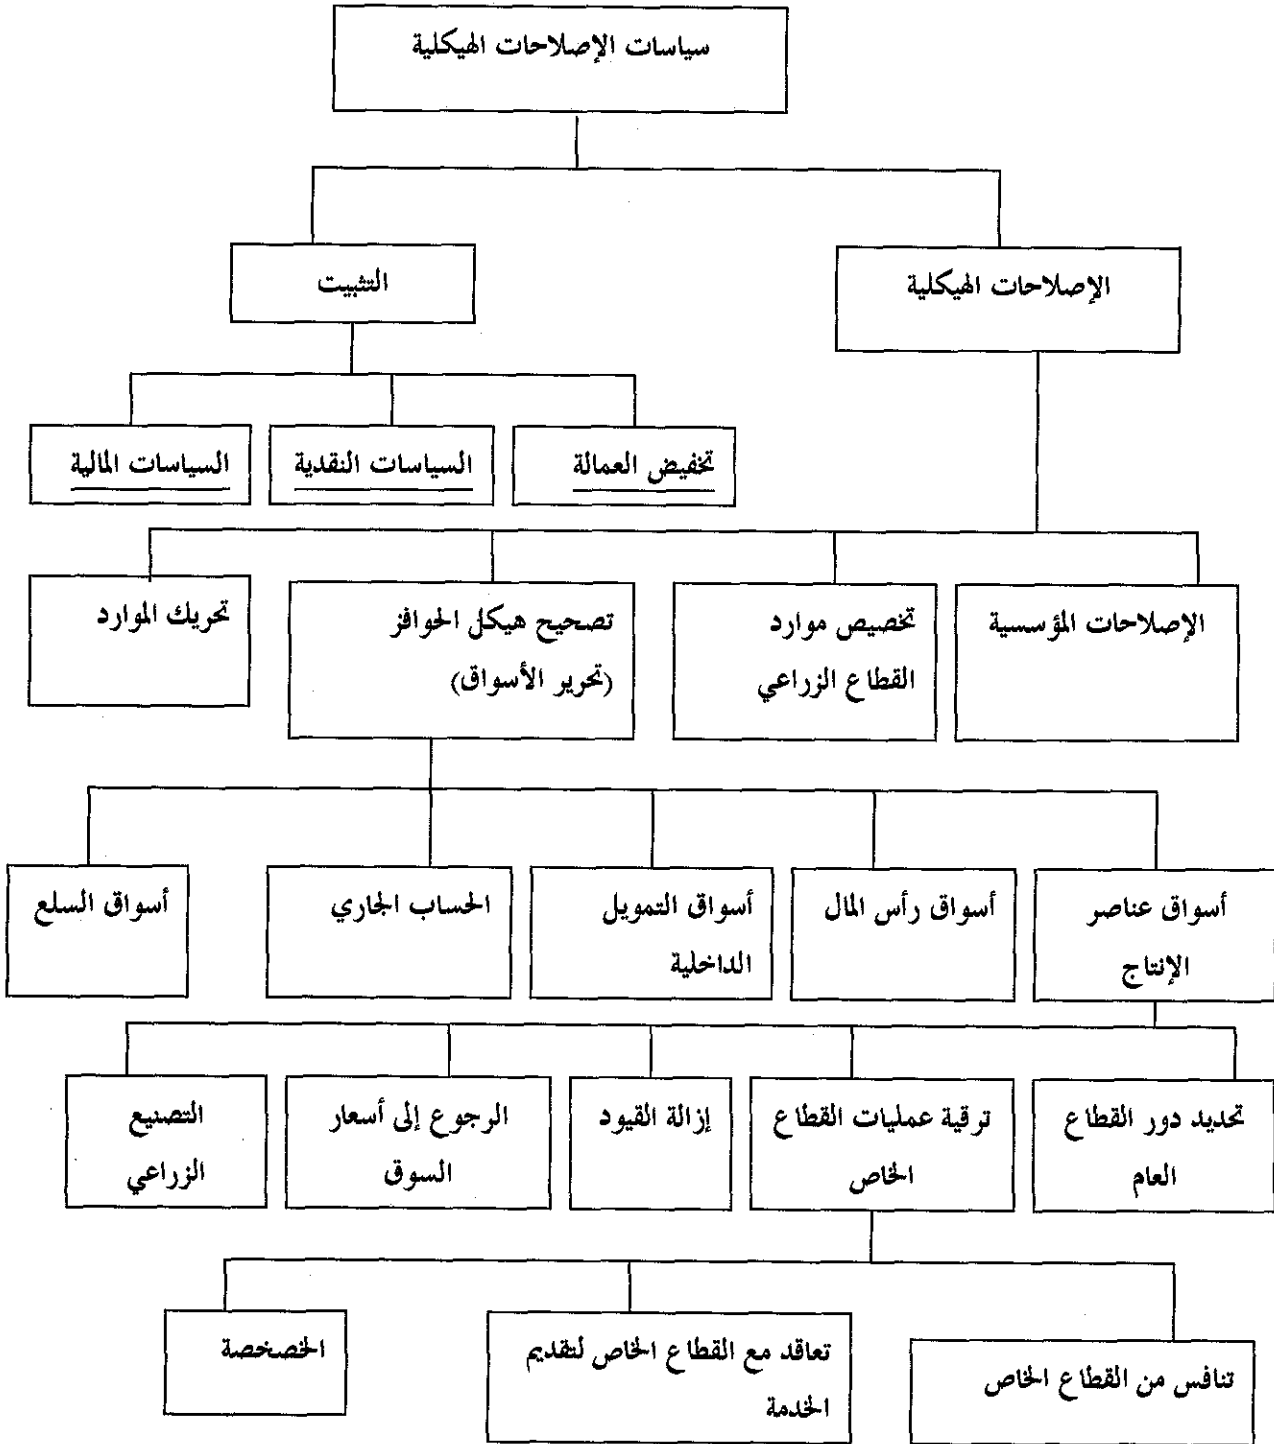 سياسات الإصلاحات الهيكلية
الإصلاحات الهيكلية
التثبيت
تخفيض العمالة
السياسات النقدية
السياسات المالية
الإصلاحات المؤسسية
تخصيص موارد
القطاع الزراعي
تصحيح هيكل الحوافز
(تحرير الأسواق)
تحريك الموارد
أسواق عناصر
الإنتاج
أسواق رأس المال
أسواق التمويل
الداخلية
الحساب الجاري
أسواق السلع
تحديد دور القطاع
العام
ترقية عمليات القطاع
الخاص
إزالة القيود
الرجوع إلى أسعار
السوق
التصنيع
الزراعي
تنافس من القطاع الخاص
تعاقد مع القطاع الخاص لتقديم
الخدمة
الخصخصة